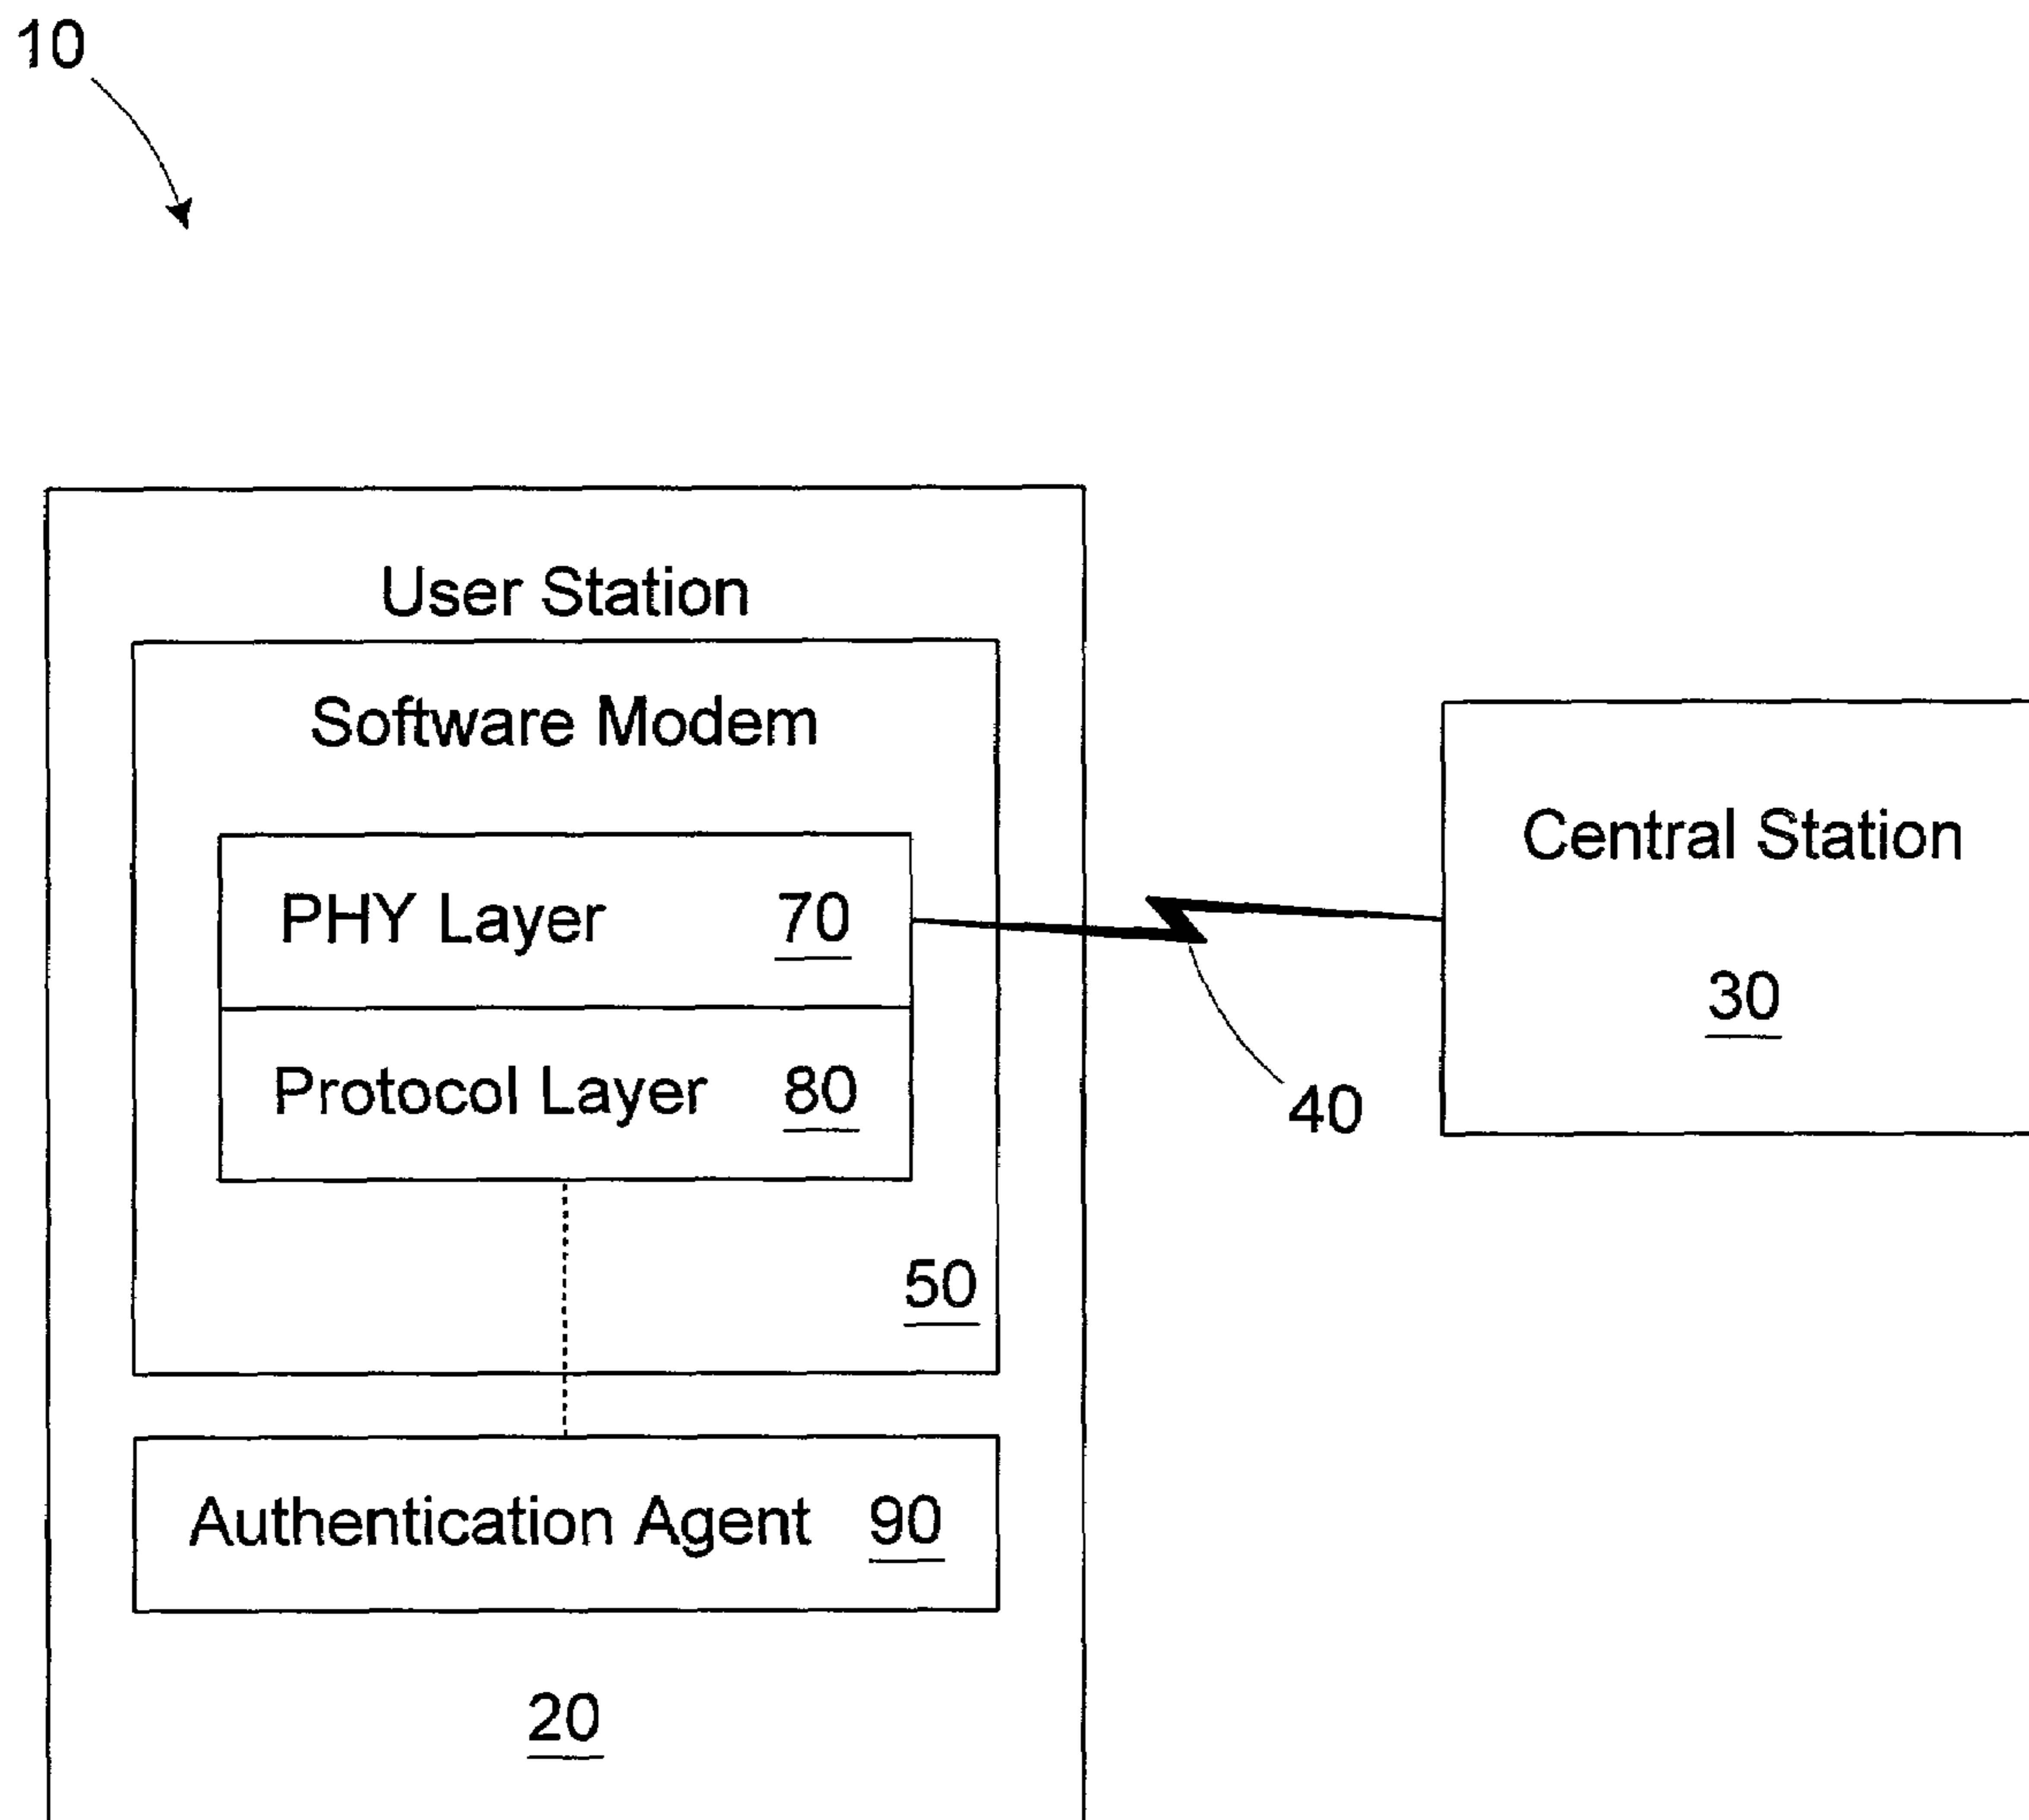 10
User Station
Software Modem
PHY Layer 70
Protocol Layer 80
50
Authentication Agent 90
20
40
Central Station
30